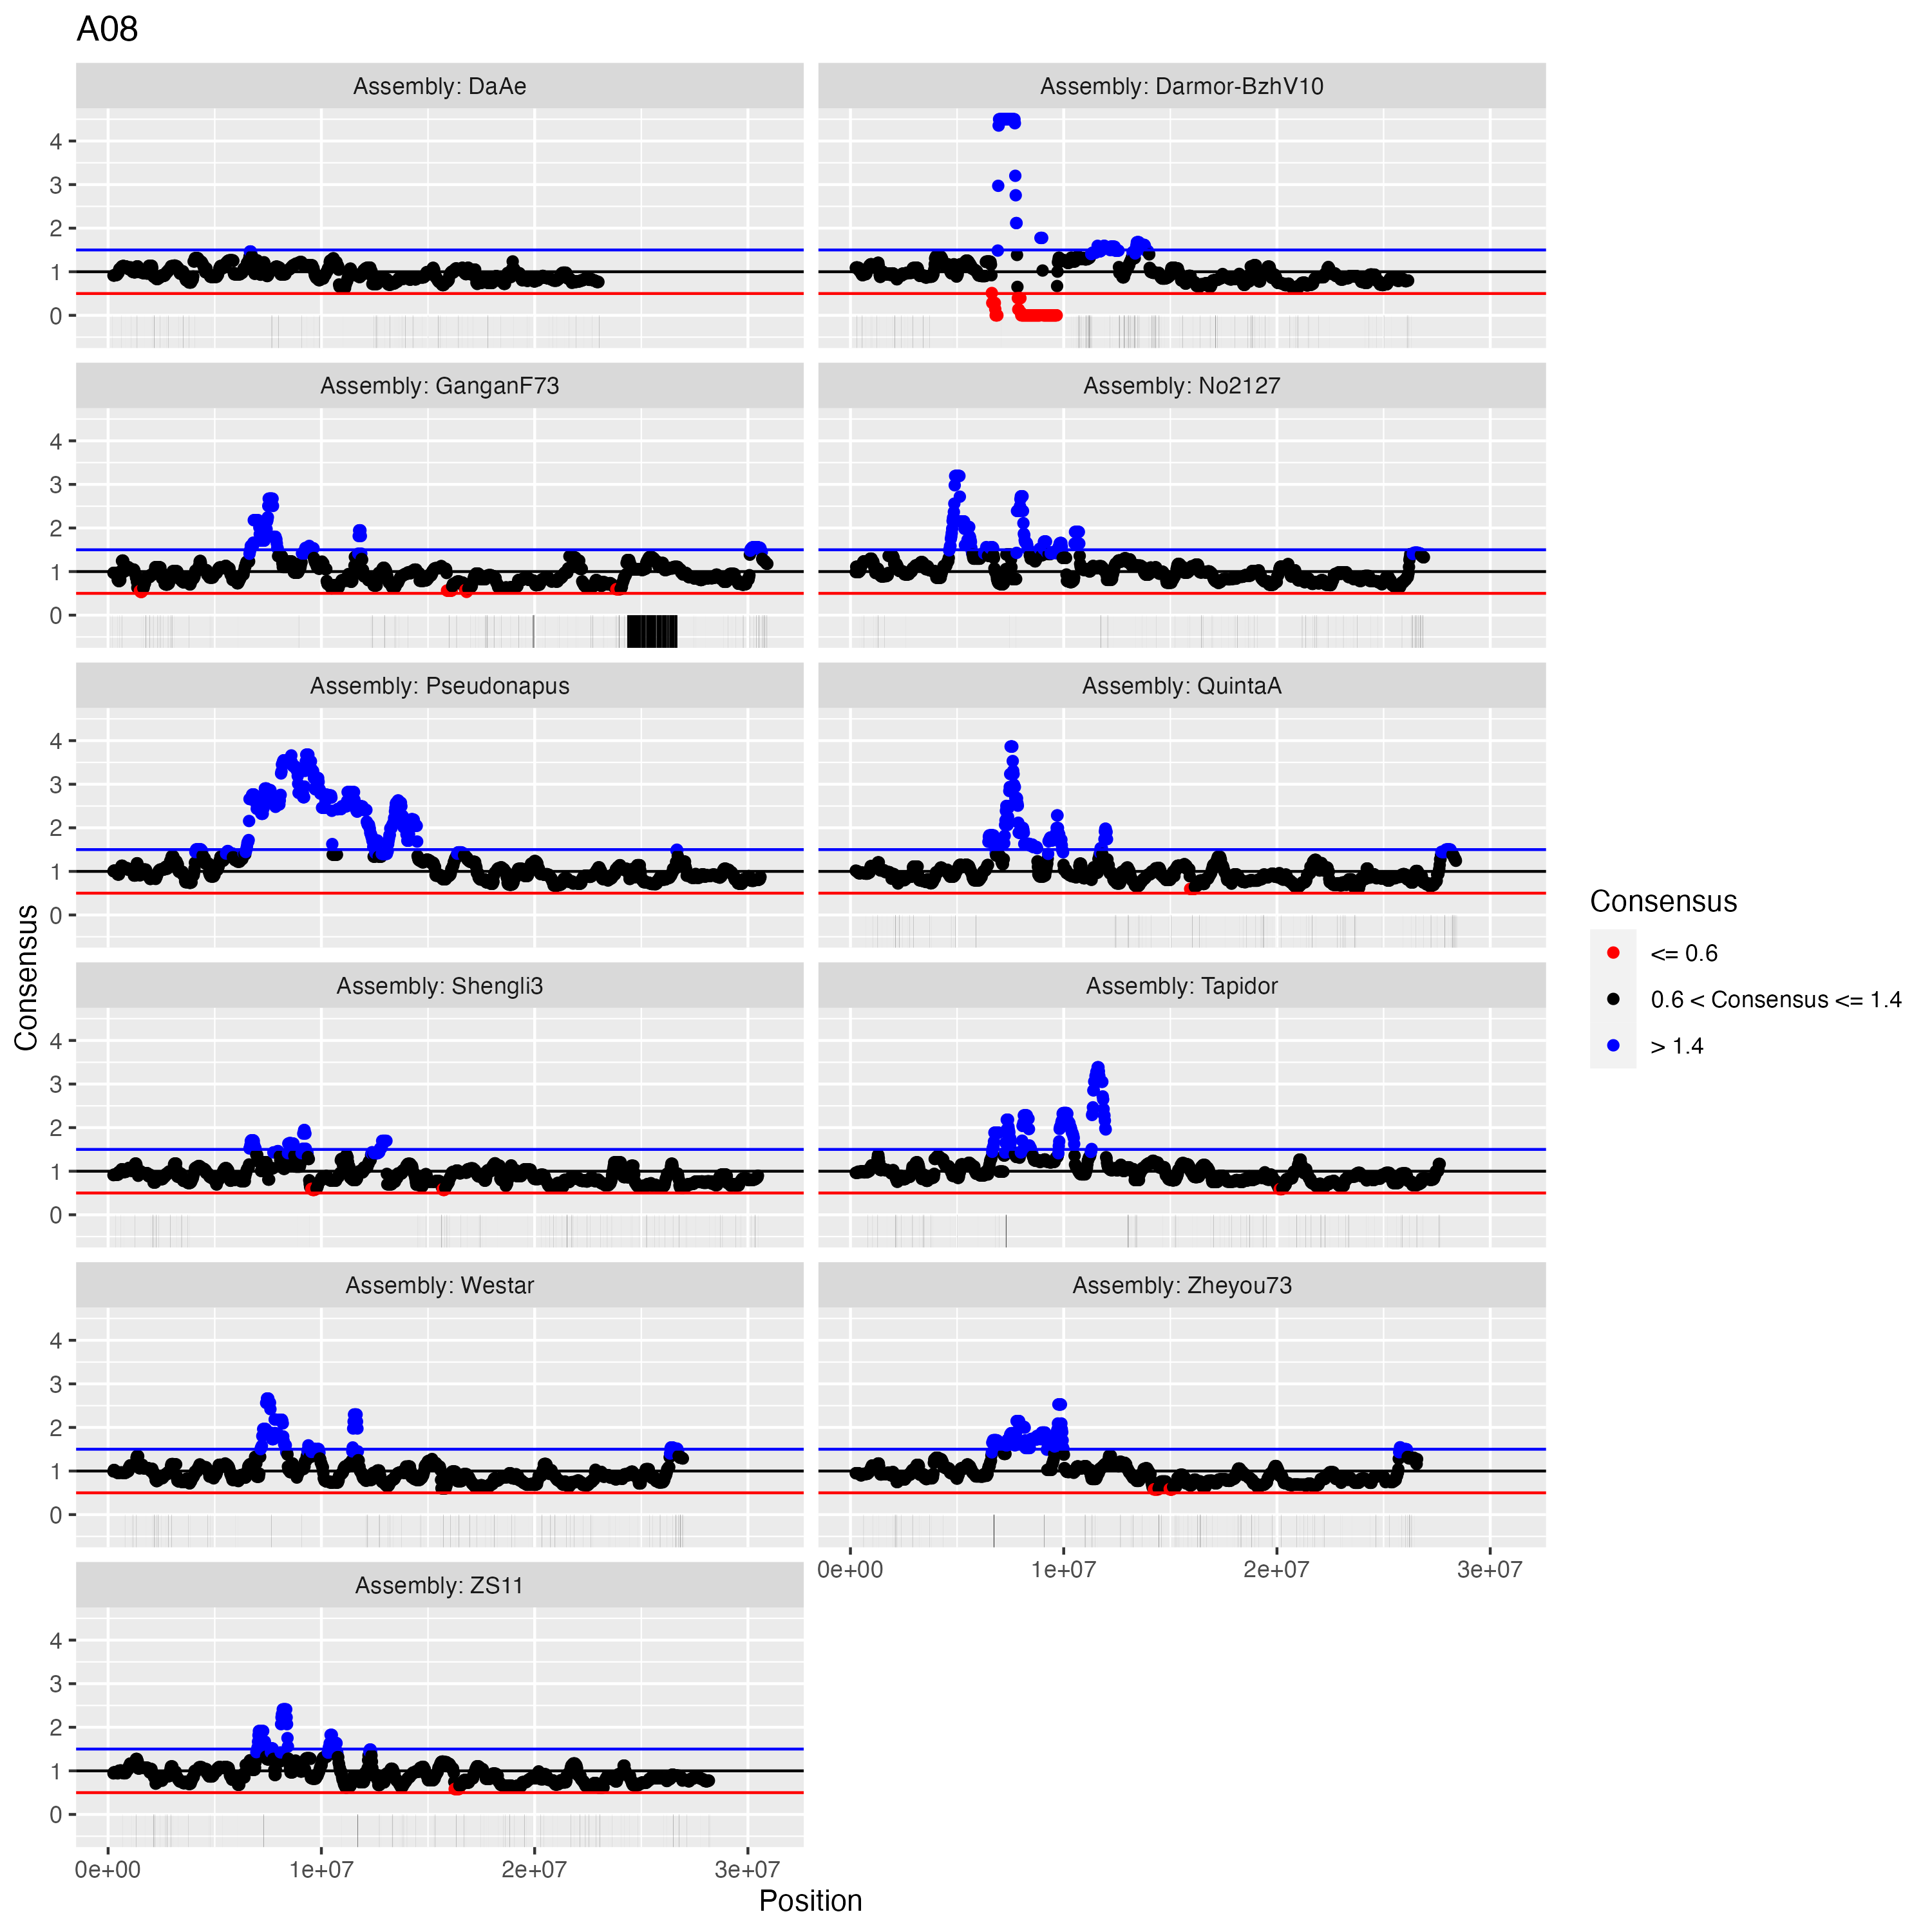 A08
Assembly: DaAe
Assembly: Darmor-BzhV10
4
3
2
1
0
Assembly: GanganF73
Assembly: No2127
4
3
2
1
0
Assembly: Pseudonapus
Assembly: QuintaA
4
3
2
1
0
Assembly: Shengli3
Assembly: Tapidor
4
3
2
1
0
Assembly: Westar
Assembly: Zheyou73
4
3
2
1
0
0e+00 1e+07 2e+07 3e+07
Assembly: ZS11
4
3
2
1
0
0e+00 1e+07 2e+07 3e+07
Position
Consensus
Consensus
<= 0.6
0.6 < Consensus <= 1.4
> 1.4